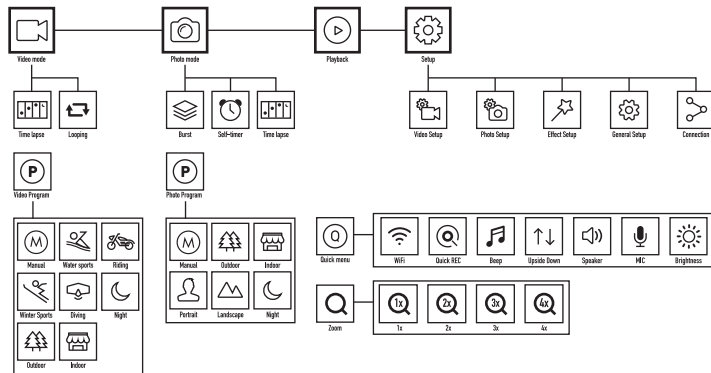 Video mode
Photo mode
Playback
Setup
Time lapse
Looping
Burst
Self-timer
Time lapse
Video Setup
Photo Setup
Effect Setup
General Setup
Connection
P
Video Program
P
Photo Program
M
Manual
Water sports
Riding
Winter Sports
Diving
Night
Outdoor
Indoor
M
Manual
Outdoor
Indoor
Portrait
Landscape
Night
Q
Quick menu
WiFi
Quick REC
Beep
Upside Down
Speaker
MIC
Brightness
Zoom
1x
2x
3x
4x
1x
2x
3x
4x